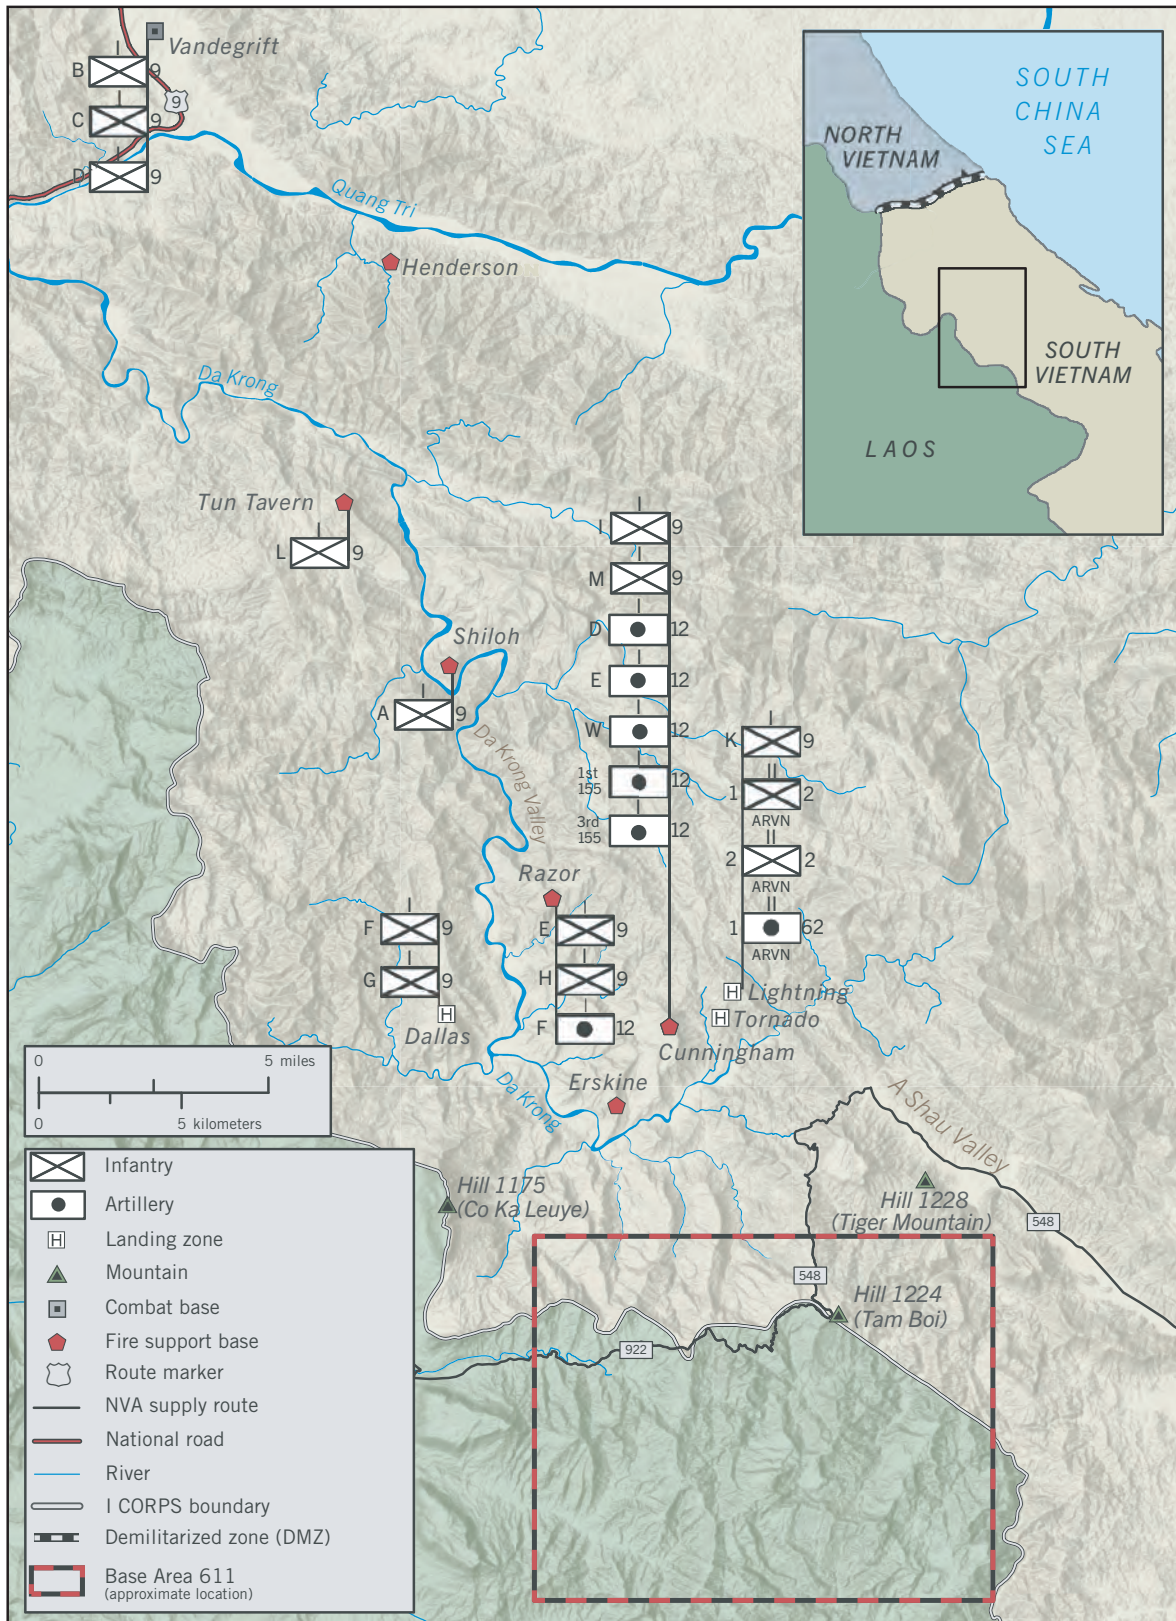 Vandegrift
B 9
9
C 9
D 9
Quang Tri
Henderson
SOUTH
CHINA
SEA
NORTH
VIETNAM
SOUTH
VIETNAM
LAOS
Da Krong
Tun Tavern
L 9
I 9
M 9
D 12
E 12
W 12
1st
155
12
3rd
155
12
Shiloh
A 9
Da Krong Valley
K 9
1 2
ARVN
2 2
ARVN
1 62
ARVN
Razor
E 9
H 9
F 12
F 9
G 9
H
Dallas
H Lightning
H Tornado
Cunningham
Erskine
Da Krong
A Shau Valley
Hill 1175
(Co Ka Leuye)
Hill 1228
(Tiger Mountain)
548
548
Hill 1224
(Tam Boi)
922
0 5 miles
0 5 kilometers
Infantry
Artillery
H Landing zone
Mountain
Combat base
Fire support base
Route marker
NVA supply route
National road
River
I CORPS boundary
Demilitarized zone (DMZ)
Base Area 611
(approximate location)